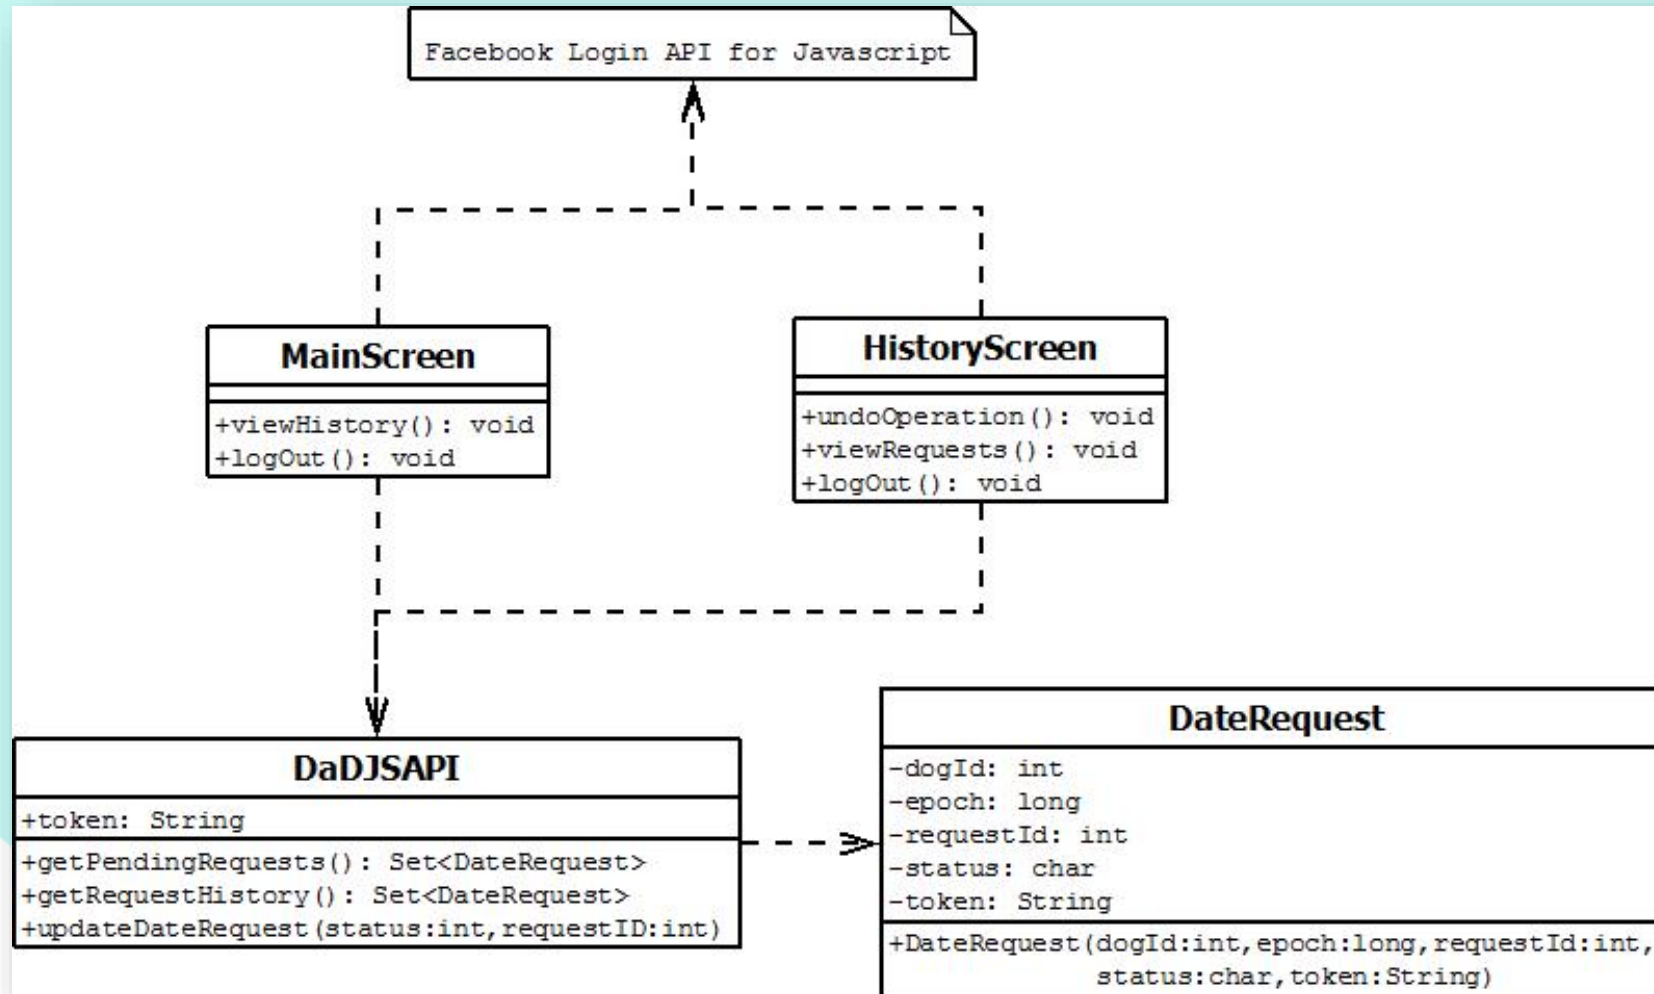 Facebook Login API for Javascript
MainScreen
+viewHistory(): void
+logOut(): void
HistoryScreen
+undoOperation(): void
+viewRequests(): void
+logOut(): void
DaDJSAPI
+token: String
+getPendingRequests(): Set<DateRequest>
+getRequestHistory(): Set<DateRequest>
+updateDateRequest(status:int,requestID:int)
DateRequest
-dogId: int
-epoch: long
-requestId: int
-status: char
-token: String
+DateRequest(dogId:int,epoch:long,requestId:int,
status:char,token:String)